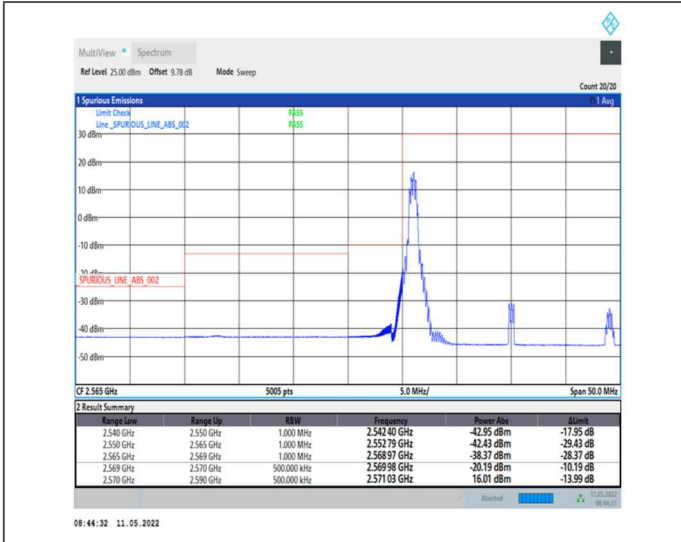 MultiView Spectrum
Ref Level 25.00 dBm Offset 9.78 dB Mode Sweep
Count 20/20
1 Spurious Emissions 1 Avg
Limit Check PASS
Line _SPURIOUS_LINE_ABS_002 PASS
30 dBm
20 dBm
10 dBm
0 dBm
-10 dBm
-20 dBm
_SPURIOUS_LINE_ABS_002
-30 dBm
-40 dBm
-50 dBm
CF 2.565 GHz 5005 pts 5.0 MHz/ Span 50.0 MHz
2 Result Summary
Range Low Range Up RBW Frequency Power Abs ΔLimit
2.540 GHz 2.550 GHz 1.000 MHz 2.542 40 GHz -42.95 dBm -17.95 dB
2.550 GHz 2.565 GHz 1.000 MHz 2.552 79 GHz -42.43 dBm -29.43 dB
2.565 GHz 2.569 GHz 1.000 MHz 2.568 97 GHz -38.37 dBm -28.37 dB
2.569 GHz 2.570 GHz 500.000 kHz 2.569 98 GHz -20.19 dBm -10.19 dB
2.570 GHz 2.590 GHz 500.000 kHz 2.571 03 GHz 16.01 dBm -13.99 dB
Aborted 11.05.2022
08:44:31
08:44:32 11.05.2022